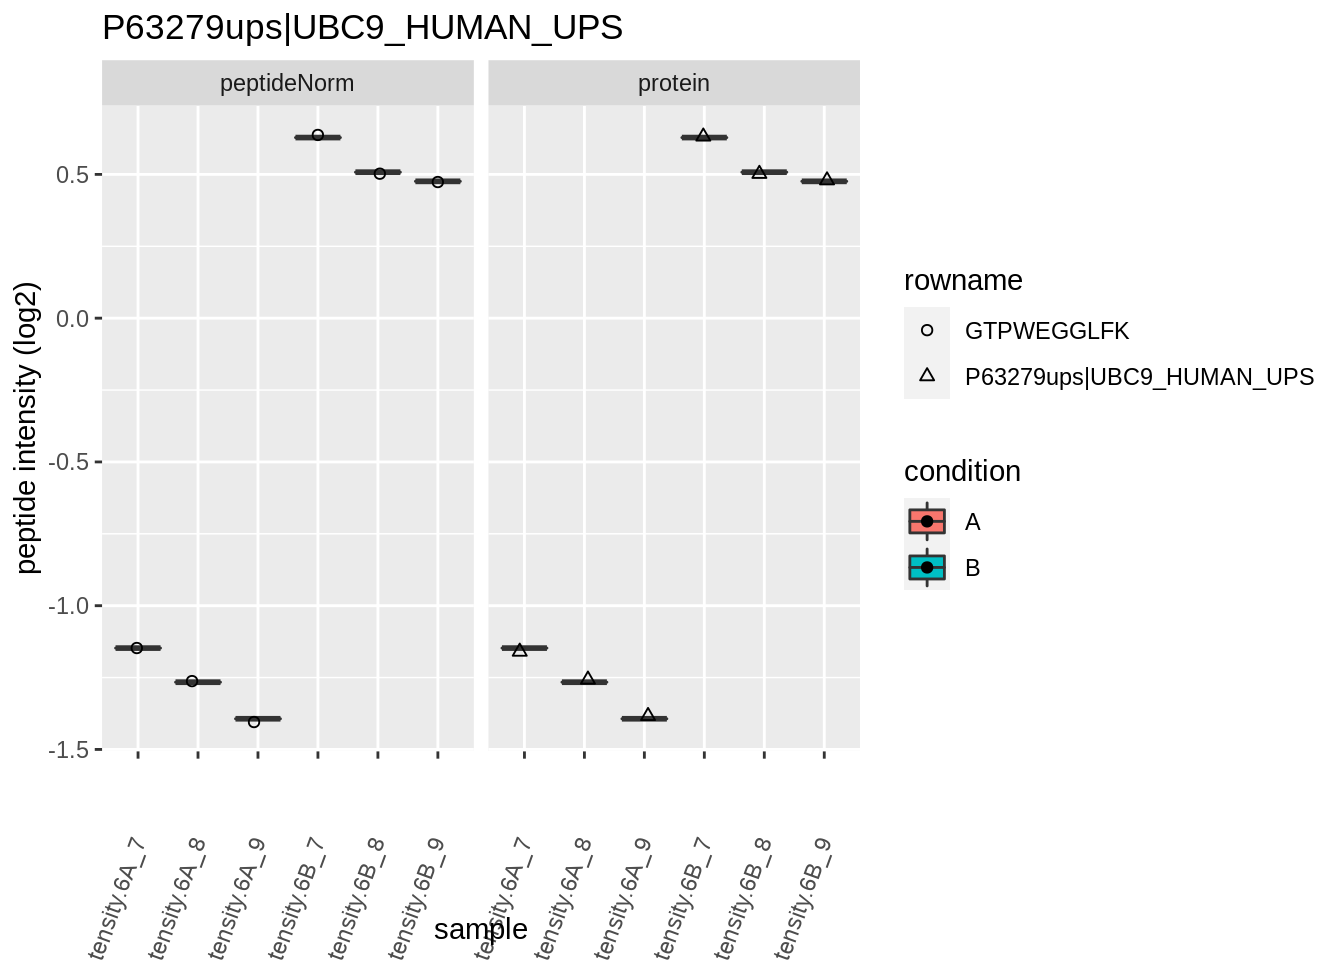 P63279ups|UBC9_HUMAN_UPS
peptideNorm
protein
0.5
0.0
-0.5
-1.0
-1.5
peptide intensity (log2)
tensity.6A_7
tensity.6A_8
tensity.6A_9
tensity.6B_7
tensity.6B_8
tensity.6B_9
tensity.6A_7
tensity.6A_8
tensity.6A_9
tensity.6B_7
tensity.6B_8
tensity.6B_9
sample
rowname
GTPWEGGLFK
P63279ups|UBC9_HUMAN_UPS
condition
A
B